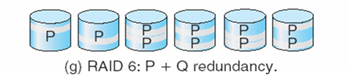 P P P P P P
P P P P
(g) RAID 6: P + Q redundancy.